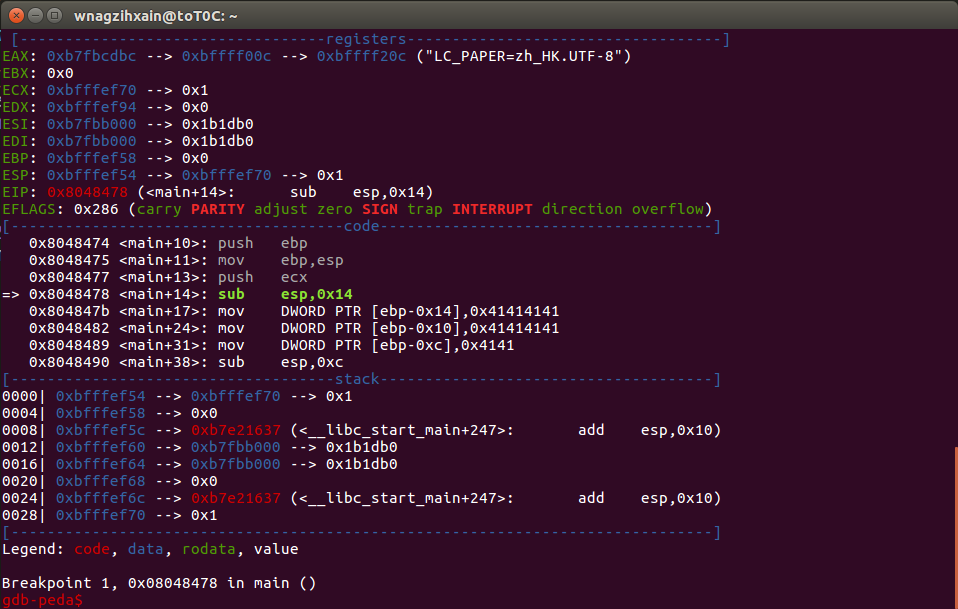 wnagzihxain@toT0C: ~
[----------------------------------registers-----------------------------------]
EAX: 0xb7fbcdbc --> 0xbffff00c --> 0xbffff20c ("LC_PAPER=zh_HK.UTF-8")
EBX: 0x0
ECX: 0xbfffef70 --> 0x1
EDX: 0xbfffef94 --> 0x0
ESI: 0xb7fbb000 --> 0x1b1db0
EDI: 0xb7fbb000 --> 0x1b1db0
EBP: 0xbfffef58 --> 0x0
ESP: 0xbfffef54 --> 0xbfffef70 --> 0x1
EIP: 0x8048478 (<main+14>:      sub    esp,0x14)
EFLAGS: 0x286 (carry PARITY adjust zero SIGN trap INTERRUPT direction overflow)
[-------------------------------------code-------------------------------------]
   0x8048474 <main+10>: push   ebp
   0x8048475 <main+11>: mov    ebp,esp
   0x8048477 <main+13>: push   ecx
=> 0x8048478 <main+14>: sub    esp,0x14
   0x804847b <main+17>: mov    DWORD PTR [ebp-0x14],0x41414141
   0x8048482 <main+24>: mov    DWORD PTR [ebp-0x10],0x41414141
   0x8048489 <main+31>: mov    DWORD PTR [ebp-0xc],0x4141
   0x8048490 <main+38>: sub    esp,0xc
[------------------------------------stack-------------------------------------]
0000| 0xbfffef54 --> 0xbfffef70 --> 0x1
0004| 0xbfffef58 --> 0x0
0008| 0xbfffef5c --> 0xb7e21637 (<__libc_start_main+247>:       add    esp,0x10)
0012| 0xbfffef60 --> 0xb7fbb000 --> 0x1b1db0
0016| 0xbfffef64 --> 0xb7fbb000 --> 0x1b1db0
0020| 0xbfffef68 --> 0x0
0024| 0xbfffef6c --> 0xb7e21637 (<__libc_start_main+247>:       add    esp,0x10)
0028| 0xbfffef70 --> 0x1
[------------------------------------------------------------------------------]
Legend: code, data, rodata, value
Breakpoint 1, 0x08048478 in main ()
gdb-peda$